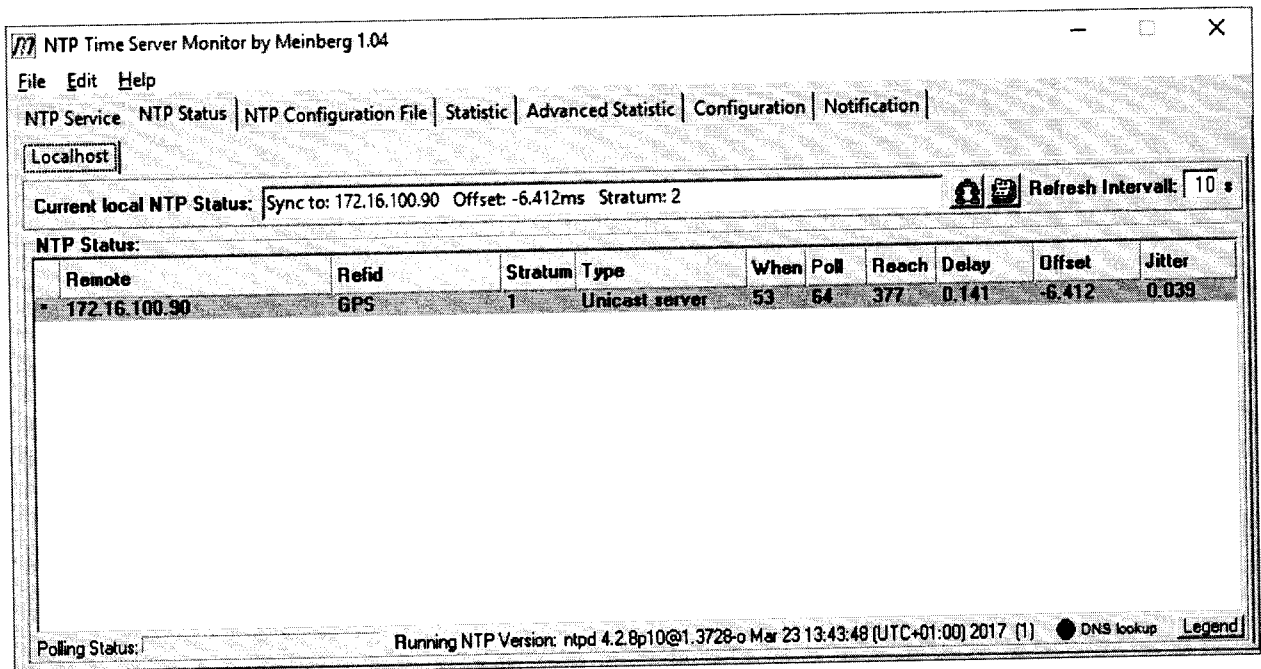 NTP Time Server Monitor by Meinberg 1.04
File Edit Help
NTP Service NTP Status NTP Configuration File Statistic Advanced Statistic Configuration Notification
Localhost
Current local NTP Status: Sync to: 172.16.100.90 Offset: -6.412ms Stratum: 2 Refresh Intervall: 10 s
NTP Status:
Remote Refid Stratum Type When Poll Reach Delay Offset Jitter
* 172.16.100.90 GPS 1 Unicast server 53 64 377 0.141 -6.412 0.039
Polling Status: Running NTP Version: ntpd 4.2.8p10@1.3728-o Mar 23 13:43:48 (UTC+01:00) 2017 (1) DNS lookup Legend